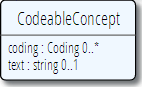 CodeableConcept
coding : Coding 0..*
text : string 0..1